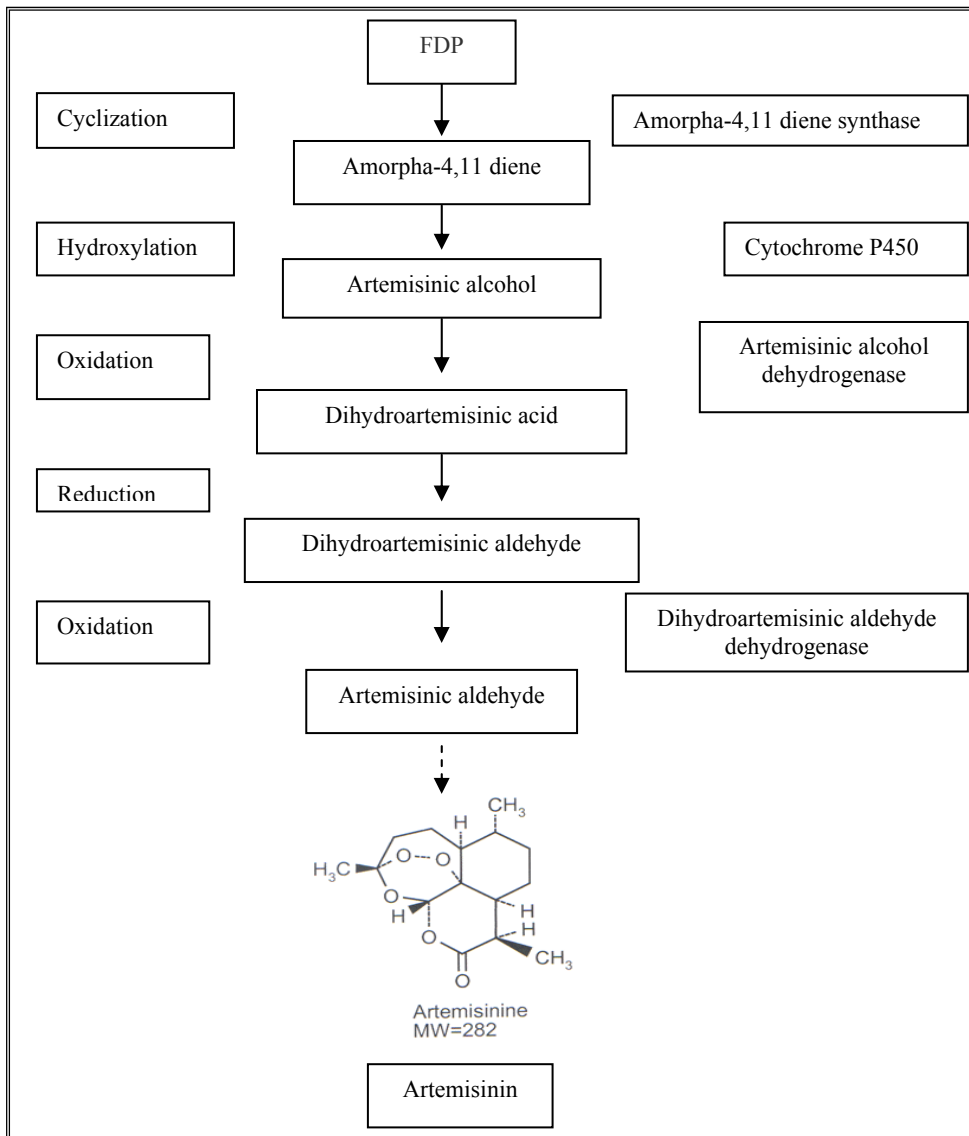 FDP
Cyclization
Amorpha-4,11 diene synthase
Amorpha-4,11 diene
Hydroxylation
Cytochrome P450
Artemisinic alcohol
Oxidation
Artemisinic alcohol
dehydrogenase
Dihydroartemisinic acid
Reduction
Dihydroartemisinic aldehyde
Oxidation
Dihydroartemisinic aldehyde
dehydrogenase
Artemisinic aldehyde
CH3
H
H3C
O
O
O
H
H
H
O
CH3
O
Artemisinine
MW=282
Artemisinin